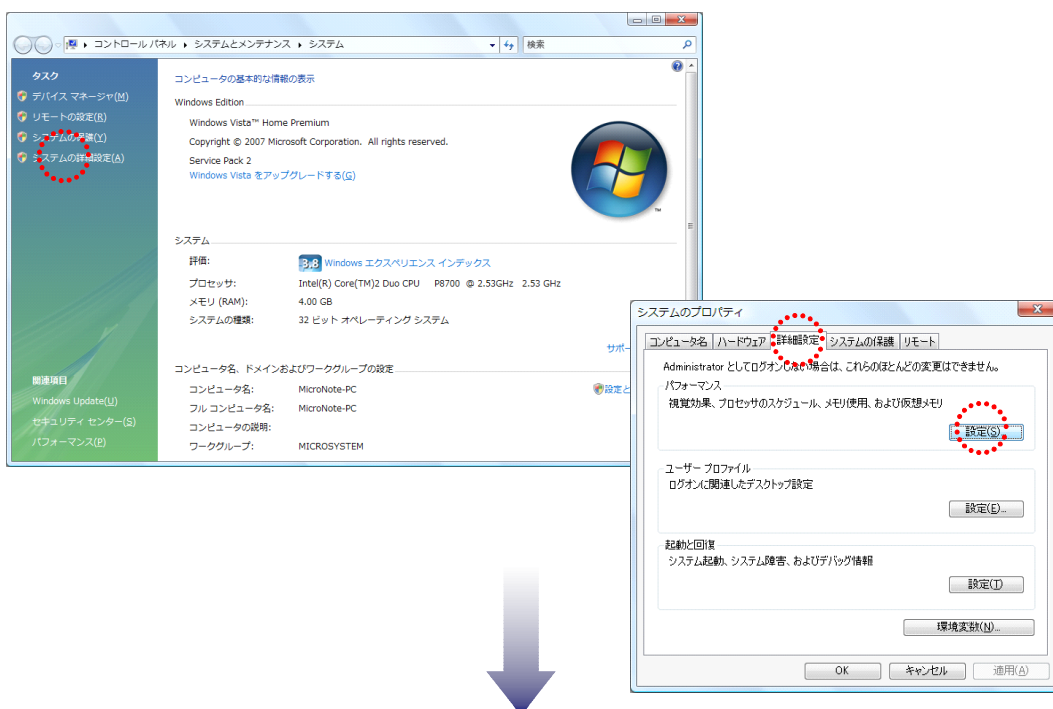 コントロール パネル ▸ システムとメンテナンス ▸ システム
検索
タスク
デバイス マネージャ(M)
リモートの設定(R)
システムの保護(Y)
システムの詳細設定(A)
コンピュータの基本的な情報の表示
Windows Edition
Windows Vista™ Home Premium
Copyright © 2007 Microsoft Corporation. All rights reserved.
Service Pack 2
Windows Vista をアップグレードする(G)
TM
システム
評価:
3.8 Windows エクスペリエンス インデックス
プロセッサ: Intel(R) Core(TM)2 Duo CPU P8700 @ 2.53GHz 2.53 GHz
メモリ (RAM): 4.00 GB
システムの種類: 32 ビット オペレーティング システム
サポー
コンピュータ名、ドメインおよびワークグループの設定
コンピュータ名: MicroNote-PC
設定と
フル コンピュータ名: MicroNote-PC
コンピュータの説明:
ワークグループ: MICROSYSTEM
関連項目
Windows Update(U)
セキュリティ センター(S)
パフォーマンス(P)
システムのプロパティ
コンピュータ名 ハードウェア 詳細設定 システムの保護 リモート
Administrator としてログオンしない場合は、これらのほとんどの変更はできません。
パフォーマンス
視覚効果、プロセッサのスケジュール、メモリ使用、および仮想メモリ
設定(S)...
ユーザー プロファイル
ログオンに関連したデスクトップ設定
設定(E)...
起動と回復
システム起動、システム障害、およびデバッグ情報
設定(T)
環境変数(N)...
OK キャンセル 適用(A)